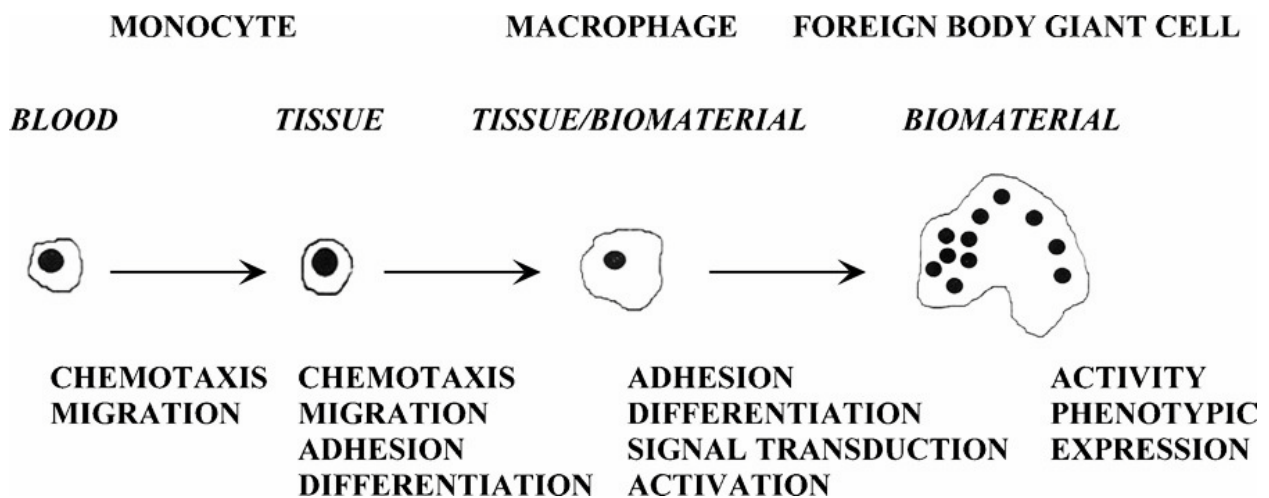 MONOCYTE MACROPHAGE FOREIGN BODY GIANT CELL
BLOOD TISSUE TISSUE/BIOMATERIAL BIOMATERIAL
CHEMOTAXIS
MIGRATION
CHEMOTAXIS
MIGRATION
ADHESION
DIFFERENTIATION
ADHESION
DIFFERENTIATION
SIGNAL TRANSDUCTION
ACTIVATION
ACTIVITY
PHENOTYPIC
EXPRESSION